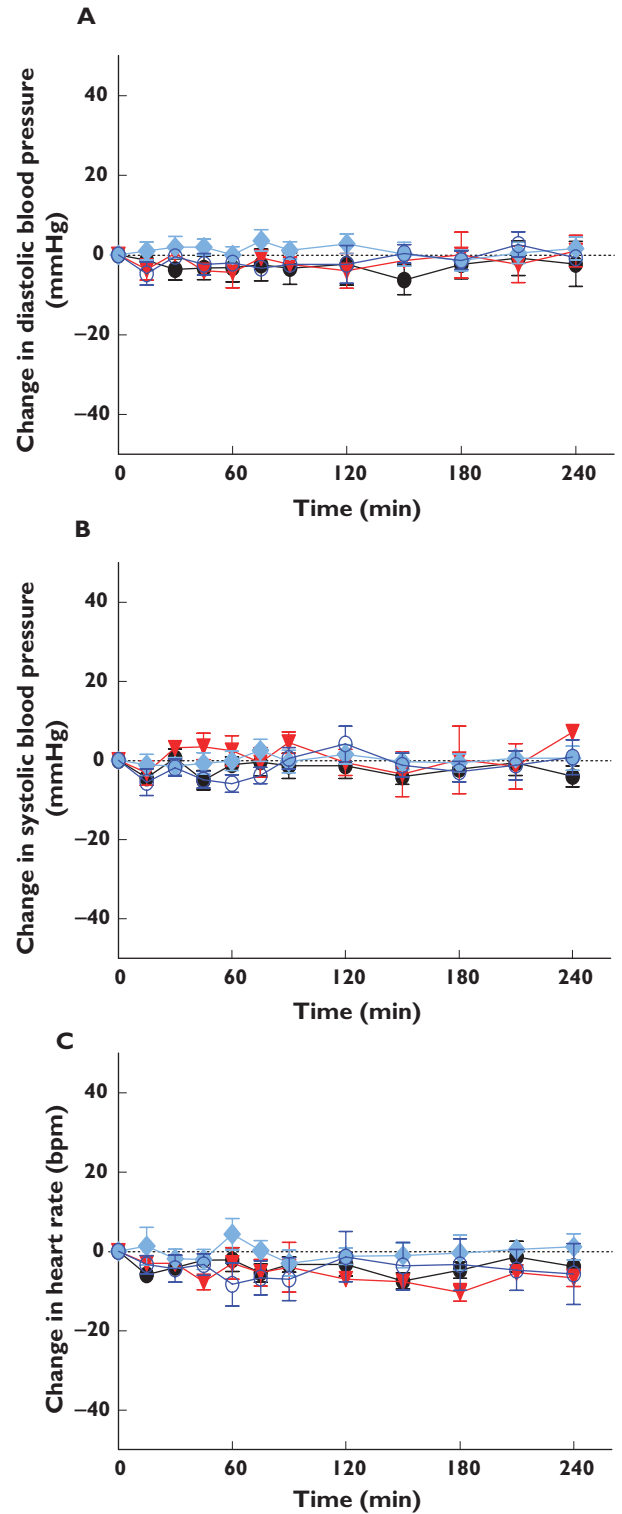 A
Change in diastolic blood pressure
(mmHg)
40
20
0
−20
−40
0 60 120 180 240
Time (min)
B
Change in systolic blood pressure
(mmHg)
40
20
0
−20
−40
0 60 120 180 240
Time (min)
C
Change in heart rate (bpm)
40
20
0
−20
−40
0 60 120 180 240
Time (min)